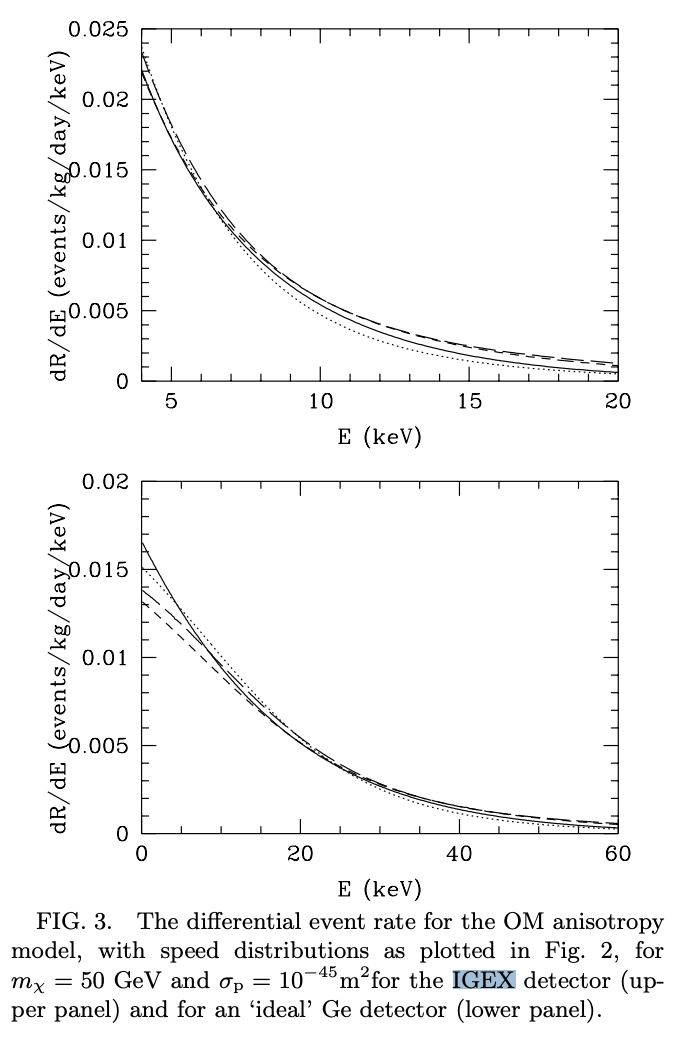 0.025
0.02
0.015
0.01
0.005
0
dR/dE (events/kg/day/keV)
5 10 15 20
E (keV)
0.02
0.015
0.01
0.005
0
dR/dE (events/kg/day/keV)
0 20 40 60
E (keV)
FIG. 3. The differential event rate for the OM anisotropy
model, with speed distributions as plotted in Fig. 2, for
mχ = 50 GeV and σp = 10⁻⁴⁵m²for the IGEX detector (up-
per panel) and for an ‘ideal’ Ge detector (lower panel).